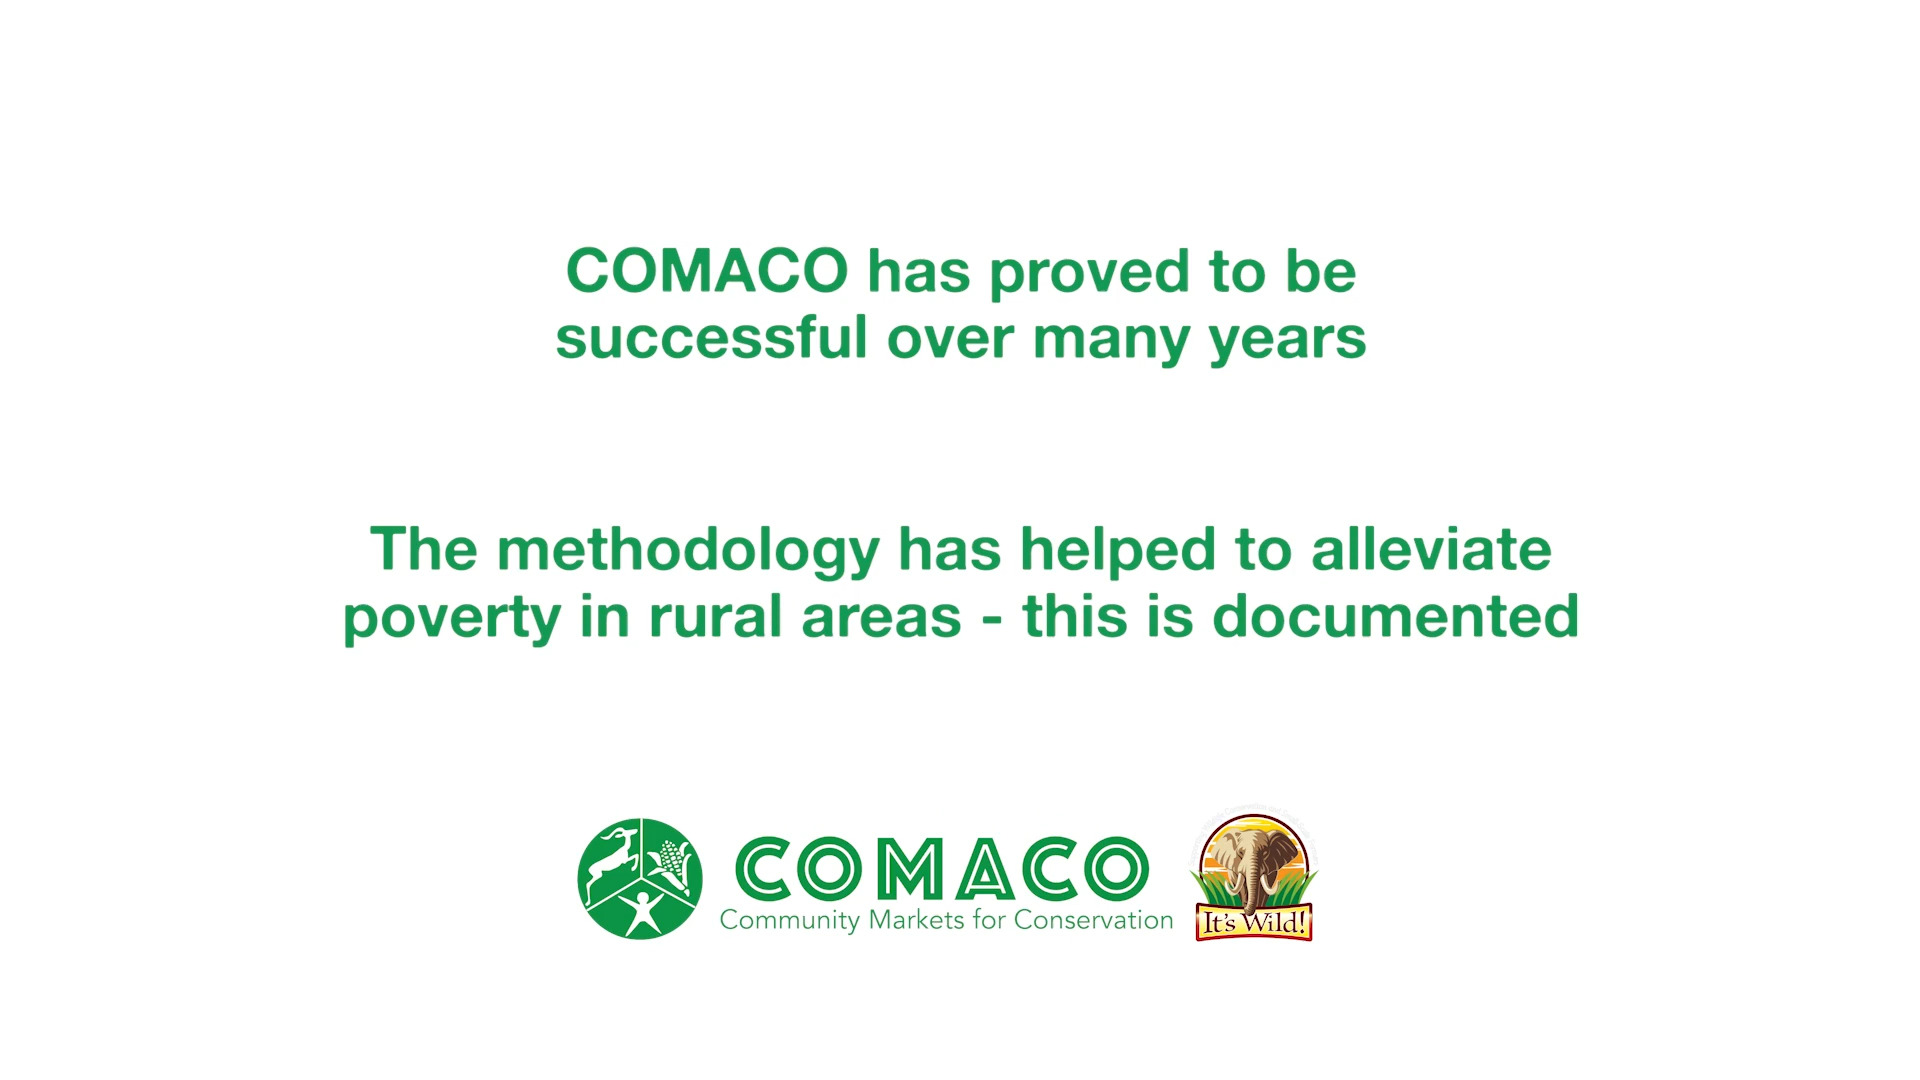 COMACO has proved to be
successful over many years
The methodology has helped to alleviate
poverty in rural areas - this is documented
COMACO
Community Markets for Conservation
It's Wild!